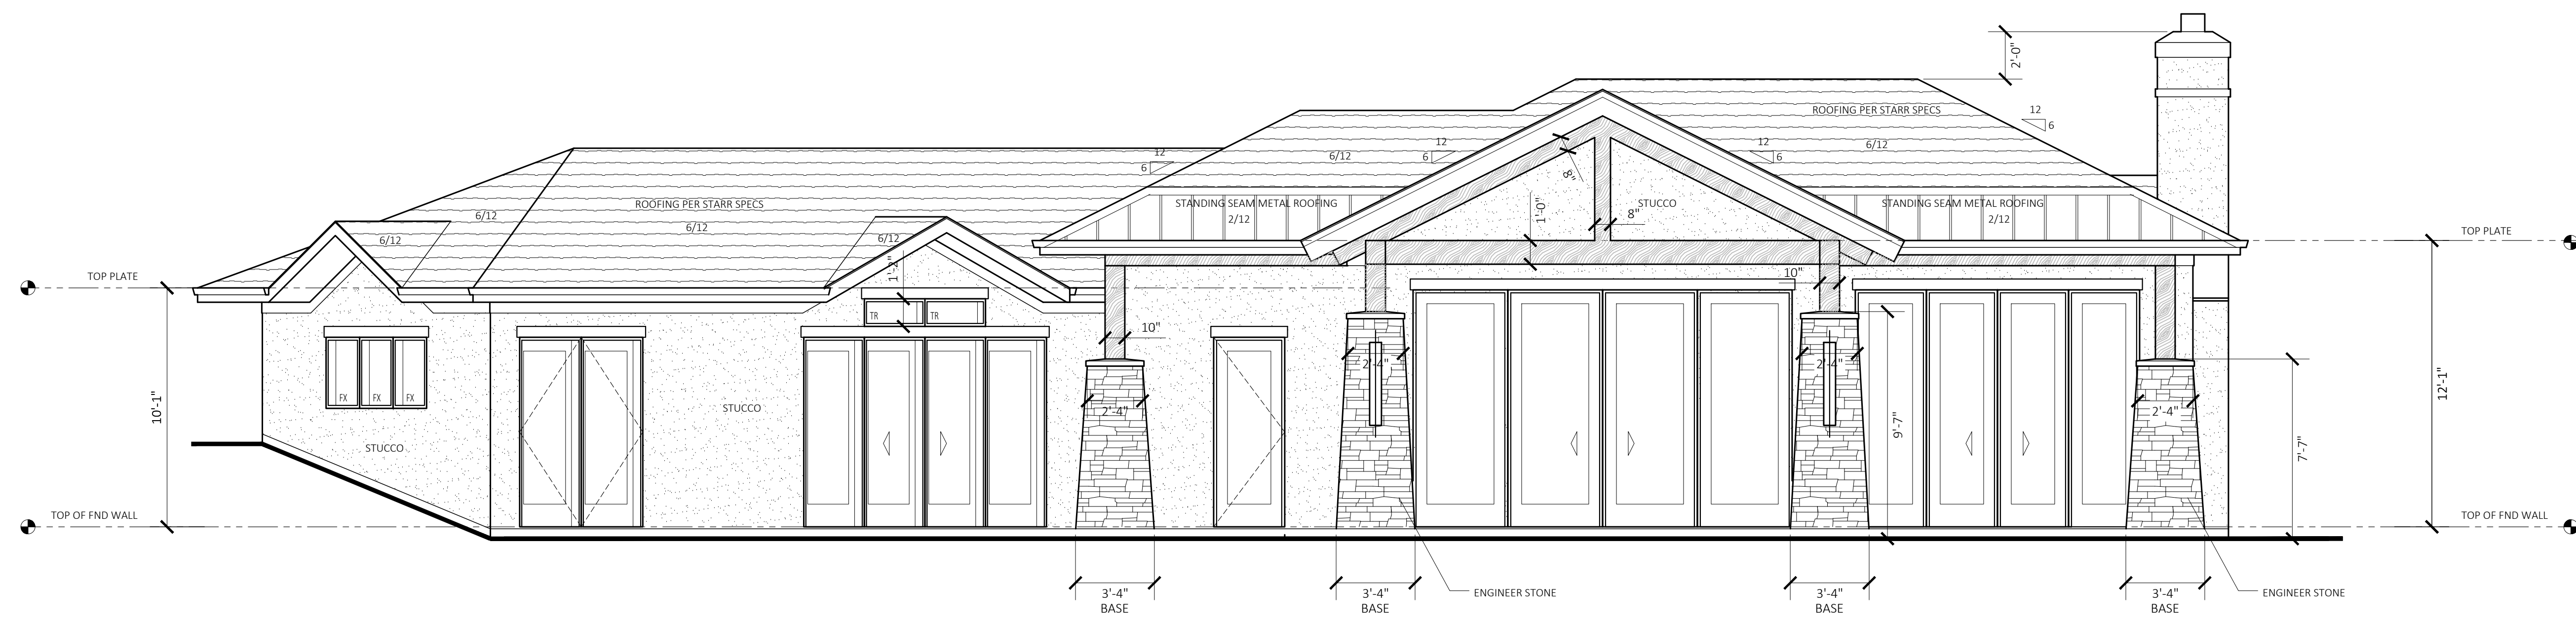 2'-0"
12
6
ROOFING PER STARR SPECS
6/12
12
6
12
6
6/12
12
6
8"
STANDING SEAM METAL ROOFING
2/12
1'-0"
8"
STUCCO
STANDING SEAM METAL ROOFING
2/12
ROOFING PER STARR SPECS
6/12
6/12
6/12
6/12
1'-2"
TOP PLATE
TOP PLATE
TOP PLATE
10"
10"
TR
TR
FX
FX
FX
STUCCO
STUCCO
10'-1"
2'-4"
2'-4"
2'-4"
2'-4"
9'-7"
7'-7"
12'-1"
TOP OF FND WALL
TOP OF FND WALL
3'-4"
BASE
3'-4"
BASE
ENGINEER STONE
3'-4"
BASE
3'-4"
BASE
ENGINEER STONE